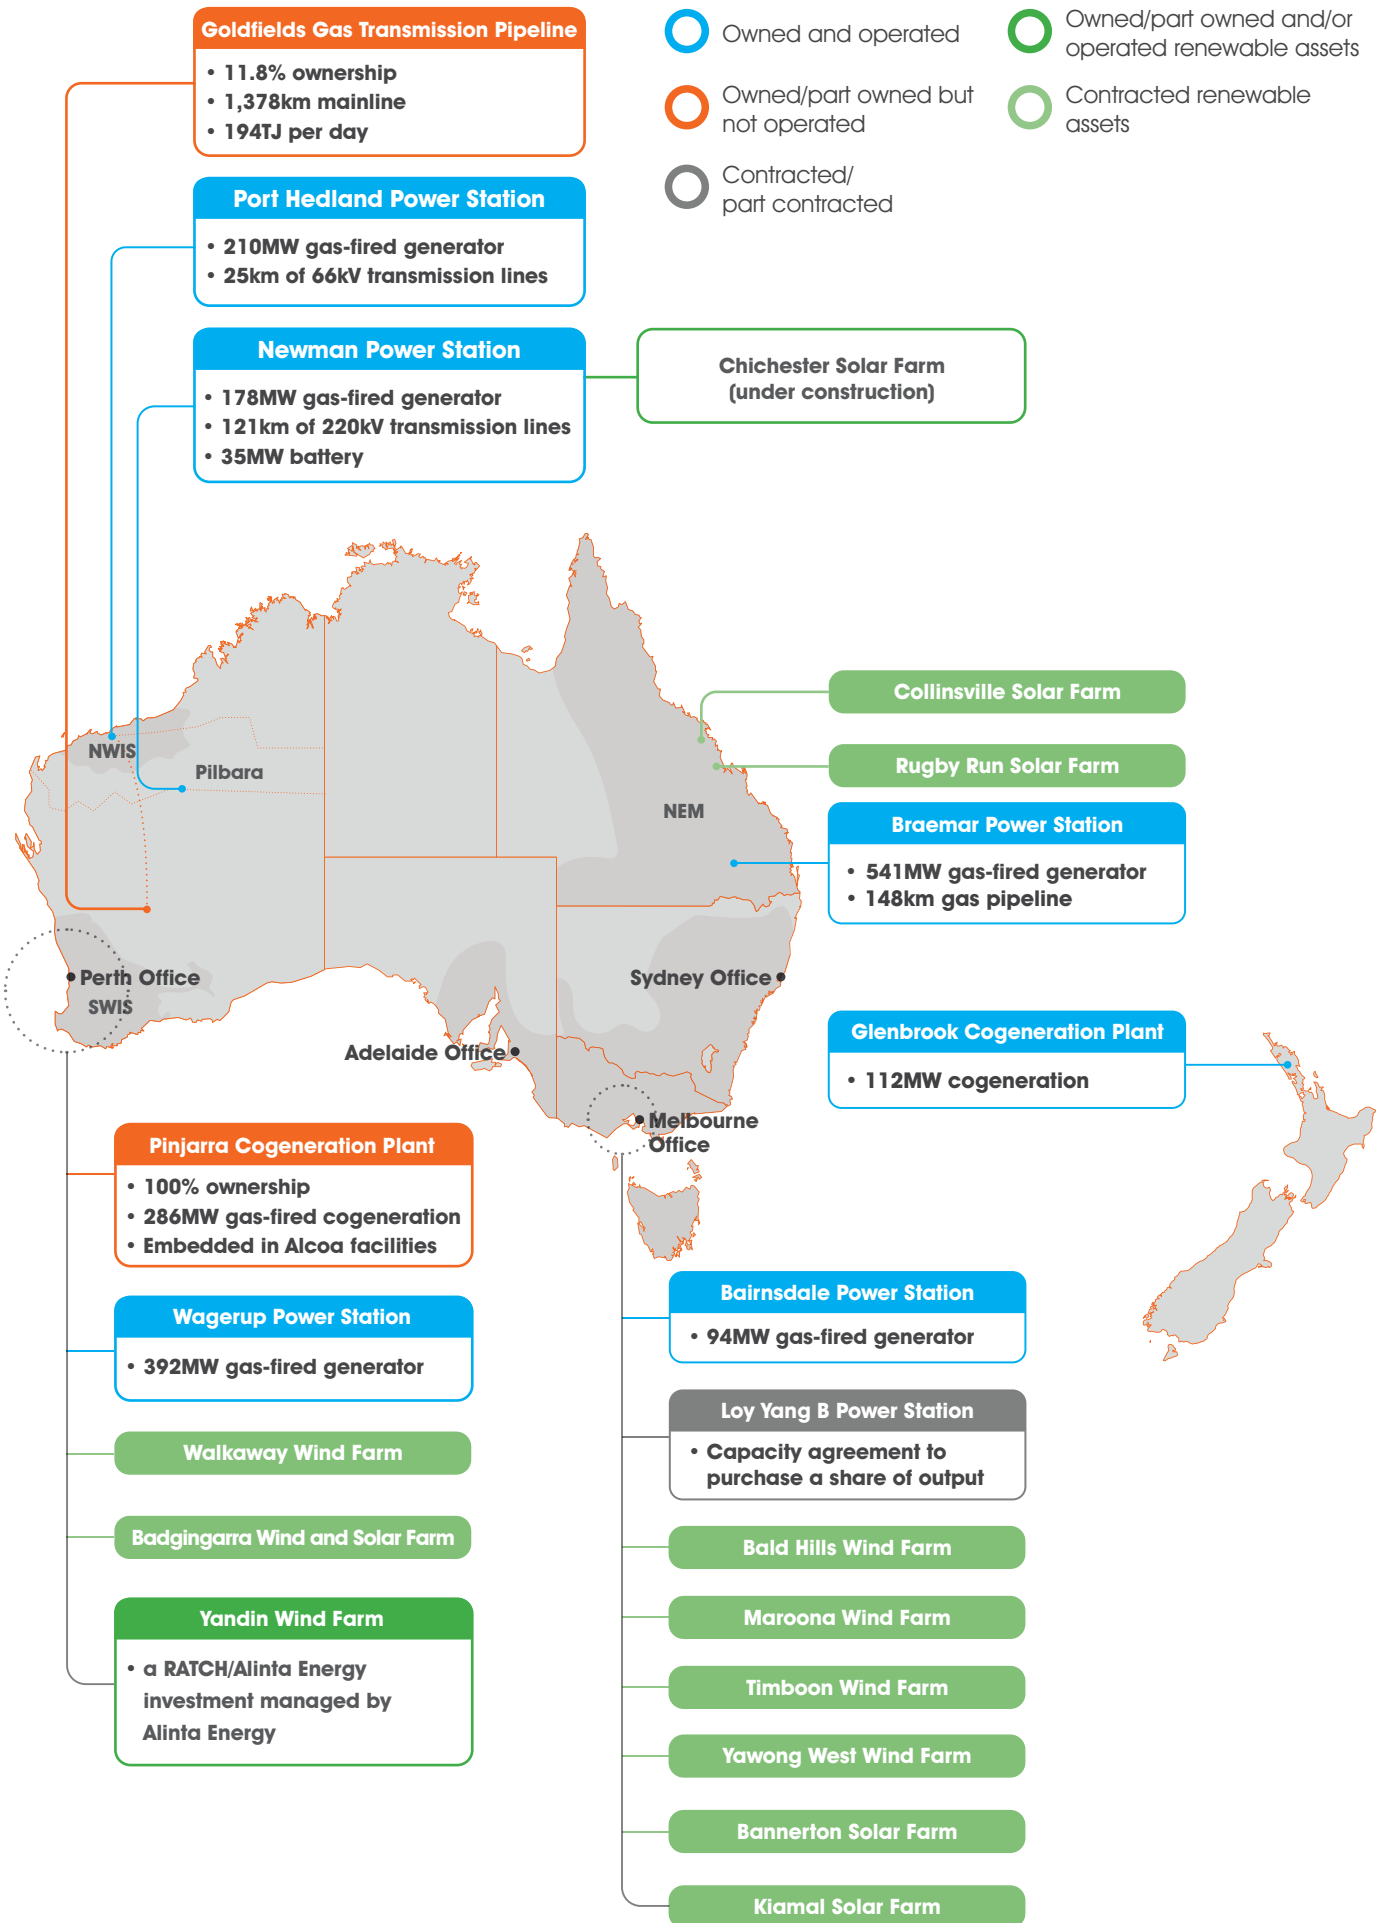 Goldfields Gas Transmission Pipeline
• 11.8% ownership
• 1,378km mainline
• 194TJ per day
Owned and operated
Owned/part owned and/or
operated renewable assets
Owned/part owned but
not operated
Contracted renewable
assets
Contracted/
part contracted
Port Hedland Power Station
• 210MW gas-fired generator
• 25km of 66kV transmission lines
Newman Power Station
• 178MW gas-fired generator
• 121km of 220kV transmission lines
• 35MW battery
Chichester Solar Farm
(under construction)
NWIS
Pilbara
NEM
Collinsville Solar Farm
Rugby Run Solar Farm
Braemar Power Station
• 541MW gas-fired generator
• 148km gas pipeline
Perth Office
SWIS
Sydney Office
Adelaide Office
Melbourne
Office
Glenbrook Cogeneration Plant
• 112MW cogeneration
Pinjarra Cogeneration Plant
• 100% ownership
• 286MW gas-fired cogeneration
• Embedded in Alcoa facilities
Wagerup Power Station
• 392MW gas-fired generator
Walkaway Wind Farm
Badgingarra Wind and Solar Farm
Yandin Wind Farm
• a RATCH/Alinta Energy
investment managed by
Alinta Energy
Bairnsdale Power Station
• 94MW gas-fired generator
Loy Yang B Power Station
• Capacity agreement to
purchase a share of output
Bald Hills Wind Farm
Maroona Wind Farm
Timboon Wind Farm
Yawong West Wind Farm
Bannerton Solar Farm
Kiamal Solar Farm